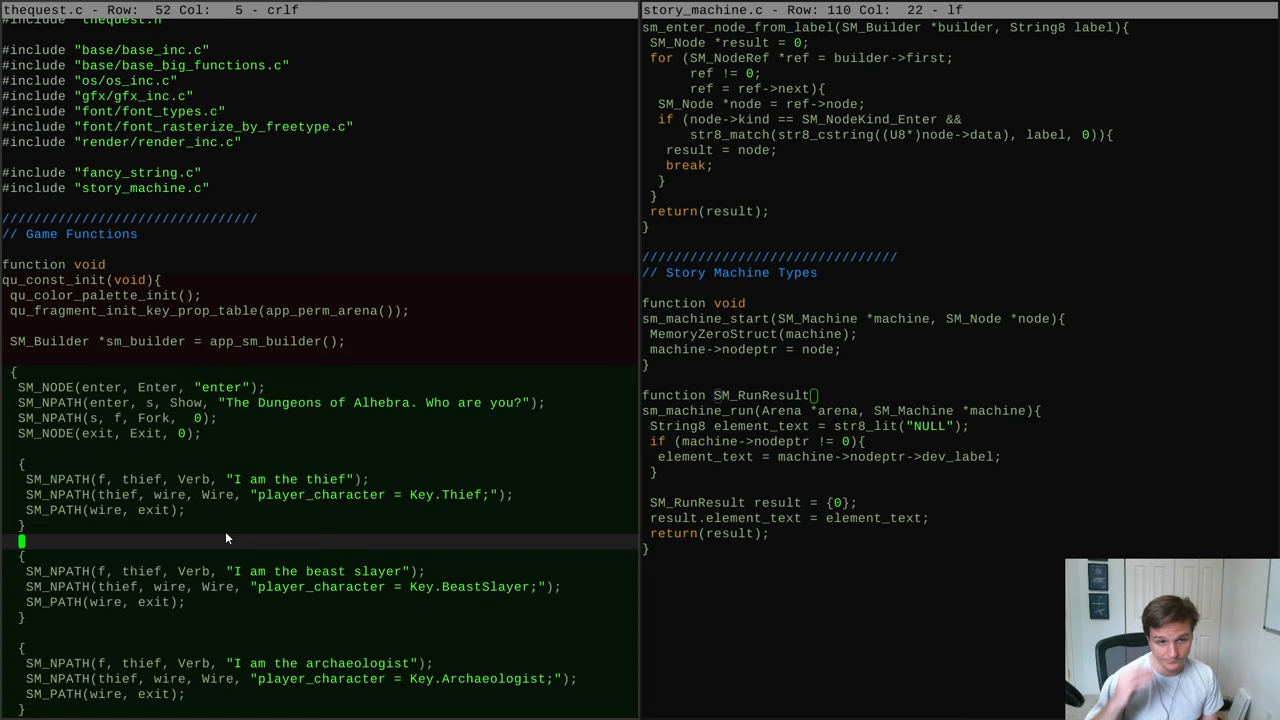 thequest.c - Row:  52 Col:   5 - crlf
#include "thequest.h"
#include "base/base_inc.c"
#include "base/base_big_functions.c"
#include "os/os_inc.c"
#include "gfx/gfx_inc.c"
#include "font/font_types.c"
#include "font/font_rasterize_by_freetype.c"
#include "render/render_inc.c"
#include "fancy_string.c"
#include "story_machine.c"
////////////////////////////////
// Game Functions
function void
qu_const_init(void){
qu_color_palette_init();
qu_fragment_init_key_prop_table(app_perm_arena());
SM_Builder *sm_builder = app_sm_builder();
{
SM_NODE(enter, Enter, "enter");
SM_NPATH(enter, s, Show, "The Dungeons of Alhebra. Who are you?");
SM_NPATH(s, f, Fork,  0);
SM_NODE(exit, Exit, 0);
{
SM_NPATH(f, thief, Verb, "I am the thief");
SM_NPATH(thief, wire, Wire, "player_character = Key.Thief;");
SM_PATH(wire, exit);
}
{
SM_NPATH(f, thief, Verb, "I am the beast slayer");
SM_NPATH(thief, wire, Wire, "player_character = Key.BeastSlayer;");
SM_PATH(wire, exit);
}
{
SM_NPATH(f, thief, Verb, "I am the archaeologist");
SM_NPATH(thief, wire, Wire, "player_character = Key.Archaeologist;");
SM_PATH(wire, exit);
}
story_machine.c - Row: 110 Col:  22 - lf
sm_enter_node_from_label(SM_Builder *builder, String8 label){
SM_Node *result = 0;
for (SM_NodeRef *ref = builder->first;
ref != 0;
ref = ref->next){
SM_Node *node = ref->node;
if (node->kind == SM_NodeKind_Enter &&
str8_match(str8_cstring((U8*)node->data), label, 0)){
result = node;
break;
}
}
return(result);
}
////////////////////////////////
// Story Machine Types
function void
sm_machine_start(SM_Machine *machine, SM_Node *node){
MemoryZeroStruct(machine);
machine->nodeptr = node;
}
function SM_RunResult
sm_machine_run(Arena *arena, SM_Machine *machine){
String8 element_text = str8_lit("NULL");
if (machine->nodeptr != 0){
element_text = machine->nodeptr->dev_label;
}
SM_RunResult result = {0};
result.element_text = element_text;
return(result);
}